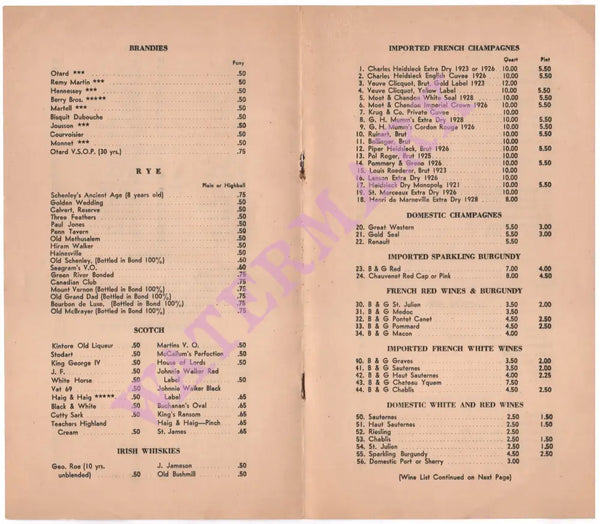 BRANDIES
Pony
Otard *** .50
Remy Martin *** .50
Hennessey *** .50
Berry Bros. ***** .50
Martell *** .50
Bisquit Dubouche .50
Jousson *** .50
Courvoisier .50
Monnet *** .50
Otard V.S.O.P. (30 yrs.) .75
RYE
Plain or Highball
Schenley's Ancient Age (8 years old) .75
Golden Wedding .50
Calvert, Reserve .50
Three Feathers .50
Paul Jones .50
Penn Tavern .50
Old Methusalem .50
Hiram Walker .50
Hainesville .50
Old Schenley, (Bottled in Bond 100%) .60
Seagram's V.O. .60
Green River Bonded .75
Canadian Club .75
Mount Vernon (Bottled in Bond 100%) .75
Old Grand Dad (Bottled in Bond 100%) .75
Bourbon de Luxe, (Bottled in Bond 100%) .75
Old McBrayer (Bottled in Bond 100%) .75
SCOTCH
Kintore Old Liqueur .50
Stodart .50
King George IV .50
J. F. .50
White Horse .50
Vat 69 .50
Haig & Haig ***** .50
Black & White .50
Cutty Sark .50
Teachers Highland
Cream .50
Martins V. O. .50
McCallum's Perfection .50
House of Lords .50
Johnnie Walker Red
Label .50
Johnnie Walker Black
Label .65
Buchanan's Oval .65
King's Ransom .65
Haig & Haig—Pinch .65
St. James .65
IRISH WHISKIES
Geo. Roe (10 yrs.
unblended) .50
J. Jameson .50
Old Bushmill .50
IMPORTED FRENCH CHAMPAGNES
Quart Pint
1. Charles Heidsieck Extra Dry 1923 or 1926 10.00 5.50
2. Charles Heidsieck English Cuvee 1926 10.00 5.50
3. Veuve Clicquot, Brut, Gold Label 1923 12.00
4. Veuve Clicquot, Yellow Label 10.00 5.50
5. Moet & Chandon White Seal 1928 10.00 5.50
6. Moet & Chandon Imperial Crown 1926 10.00 5.50
7. Krug & Co. Private Cuvee 10.00
8. G. H. Mumm's Extra Dry 1928 10.00 5.50
9. G. H. Mumm's Cordon Rouge 1926 10.00 5.50
10. Ruinart, Brut 10.00 5.50
11. Bollinger, Brut 10.00
12. Piper Heidsieck, Brut 10.00 5.50
13. Pol Roger, Brut 1925 10.00
14. Pommery & Greno 1926 10.00 5.50
15. Louis Roederer, Brut 1923 10.00
16. Lanson Extra Dry 1926 10.00
17. Heidsieck Dry Monopoly 1921 10.00 5.50
19. St. Morceaux Extra Dry 1926 10.00
18. Henri de Marneville Extra Dry 1928 8.00
DOMESTIC CHAMPAGNES
20. Great Western 5.50 3.00
21. Gold Seal 5.50 3.00
22. Renault 5.50
IMPORTED SPARKLING BURGUNDY
23. B & G Red 7.00 4.00
24. Chauvenet Red Cap or Pink 8.00 4.50
FRENCH RED WINES & BURGUNDY
30. B & G St. Julien 3.50 2.00
31. B & G Medoc 3.50
32. B & G Pontet Canet 4.50 2.50
33. B & G Pommard 4.50 2.50
34. B & G Macon 4.00
IMPORTED FRENCH WHITE WINES
40. B & G Graves 3.50 2.00
41. B & G Sauternes 3.50 2.00
42. B & G Haut Sauternes 4.00 2.25
43. B & G Chateau Yquem 7.50
44. B & G Chablis 4.50 2.50
DOMESTIC WHITE AND RED WINES
50. Sauternes 2.50 1.50
51. Haut Sauternes 2.50 1.50
52. Riesling 2.50
53. Chablis 2.50 1.50
54. St. Julien 2.50 1.50
55. Sparkling Burgundy 4.50 2.50
56. Domestic Port or Sherry 3.00
(Wine List Continued on Next Page)
WATERMARK